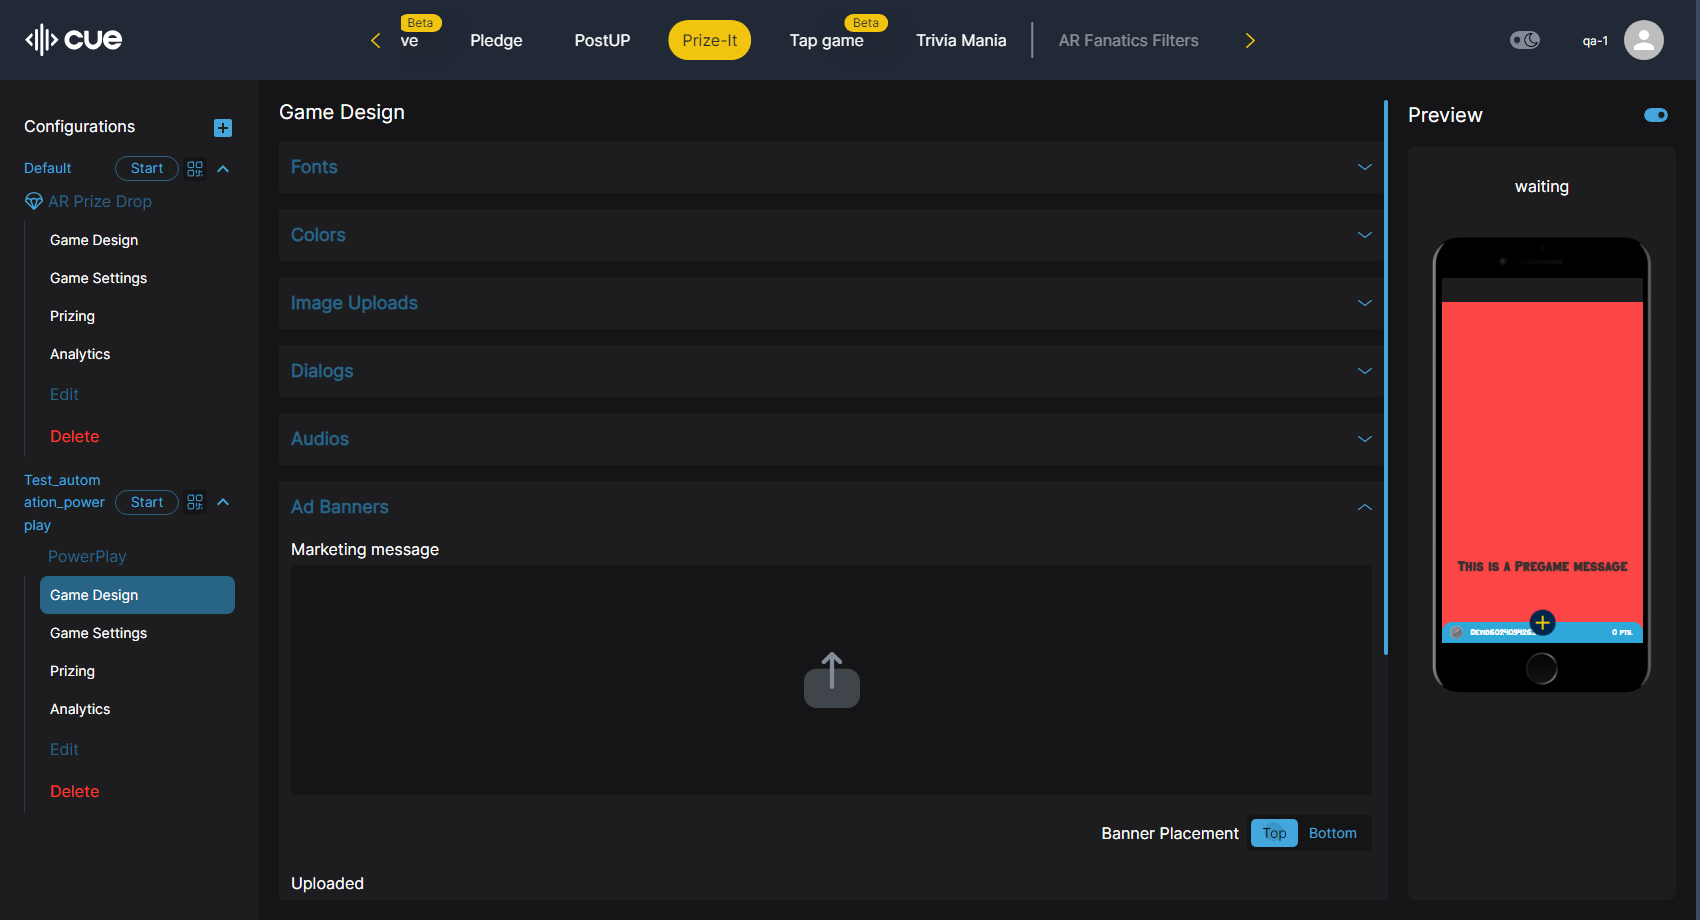 cue
Beta
ve
Pledge
PostUP
Prize-It
Beta
Tap game
Trivia Mania
AR Fanatics Filters
qa-1
Configurations
Default
Start
AR Prize Drop
Game Design
Game Settings
Prizing
Analytics
Edit
Delete
Test_autom
ation_power
play
Start
PowerPlay
Game Design
Game Settings
Prizing
Analytics
Edit
Delete
Game Design
Fonts
Colors
Image Uploads
Dialogs
Audios
Ad Banners
Marketing message
Banner Placement
Top
Bottom
Uploaded
Preview
waiting
This is a Pregame message
0 pts.